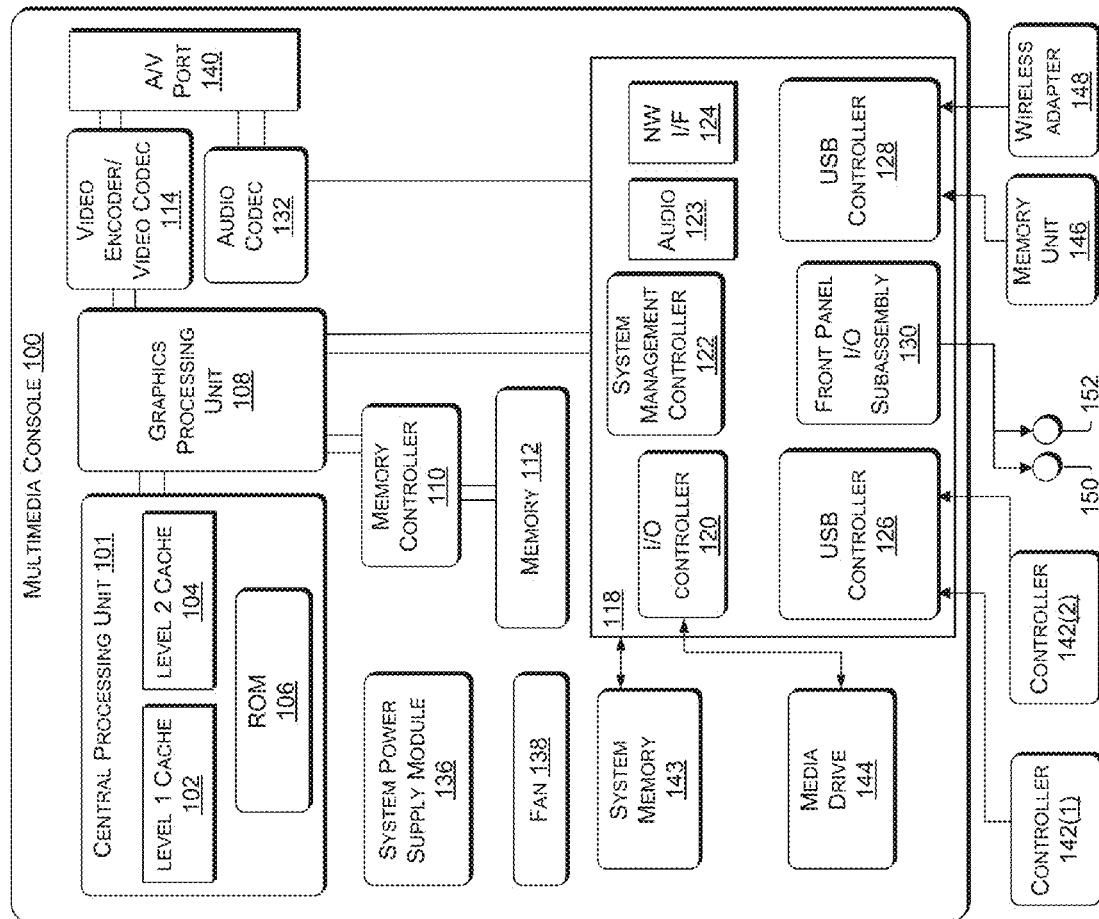 MULTIMEDIA CONSOLE 100
CENTRAL PROCESSING UNIT 101
LEVEL 1 CACHE
102
LEVEL 2 CACHE
104
ROM
106
GRAPHICS
PROCESSING
UNIT
108
VIDEO
ENCODER/
VIDEO CODEC
114
A/V
PORT
140
AUDIO
CODEC
132
MEMORY
CONTROLLER
110
MEMORY 112
SYSTEM POWER
SUPPLY MODULE
136
FAN 138
SYSTEM
MEMORY
143
MEDIA
DRIVE
144
118
I/O
CONTROLLER
120
SYSTEM
MANAGEMENT
CONTROLLER
122
AUDIO
123
NW
I/F
124
USB
CONTROLLER
126
FRONT PANEL
I/O
SUBASSEMBLY
130
USB
CONTROLLER
128
CONTROLLER
142(1)
CONTROLLER
142(2)
150
152
MEMORY
UNIT
146
WIRELESS
ADAPTER
148